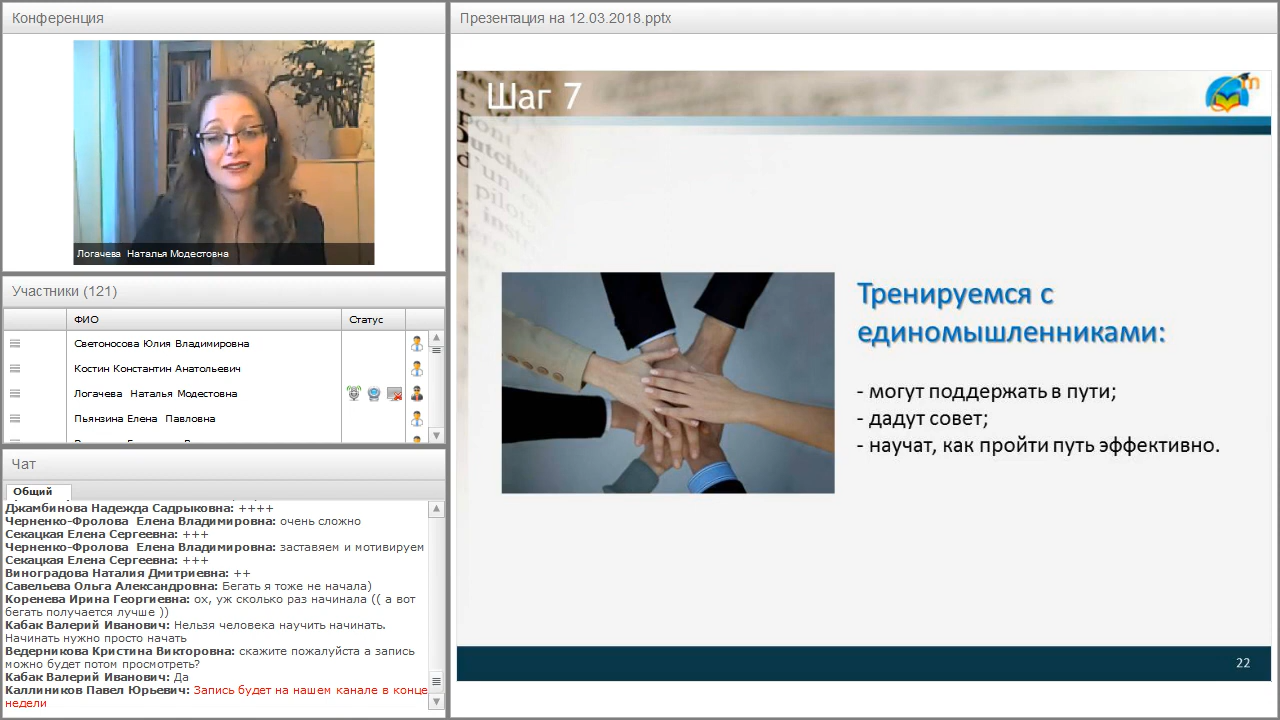 Конференция
Логачева  Наталья Модестовна
Участники (121)
ФИО
Статус
Светоносова Юлия Владимировна
Костин Константин Анатольевич
Логачева  Наталья Модестовна
Пьянзина Елена  Павловна
Чат
Общий
Джамбинова Надежда Садрыковна: ++++
Черненко-Фролова  Елена Владимировна: очень сложно
Секацкая Елена Сергеевна: +++
Черненко-Фролова  Елена Владимировна: заставяем и мотивируем
Секацкая Елена Сергеевна: +++
Виноградова Наталия Дмитриевна: ++
Савельева Ольга Александровна: Бегать я тоже не начала)
Коренева Ирина Георгиевна: ох, уж сколько раз начинала (( а вот
бегать получается лучше ))
Кабак Валерий Иванович: Нельзя человека научить начинать.
Начинать нужно просто начать
Ведерникова Кристина Викторовна: скажите пожалуйста а запись
можно будет потом просмотреть?
Кабак Валерий Иванович: Да
Каллиников Павел Юрьевич: Запись будет на нашем канале в конце
недели
Презентация на 12.03.2018.pptx
Шаг 7
Тренируемся с
единомышленниками:
- могут поддержать в пути;
- дадут совет;
- научат, как пройти путь эффективно.
22